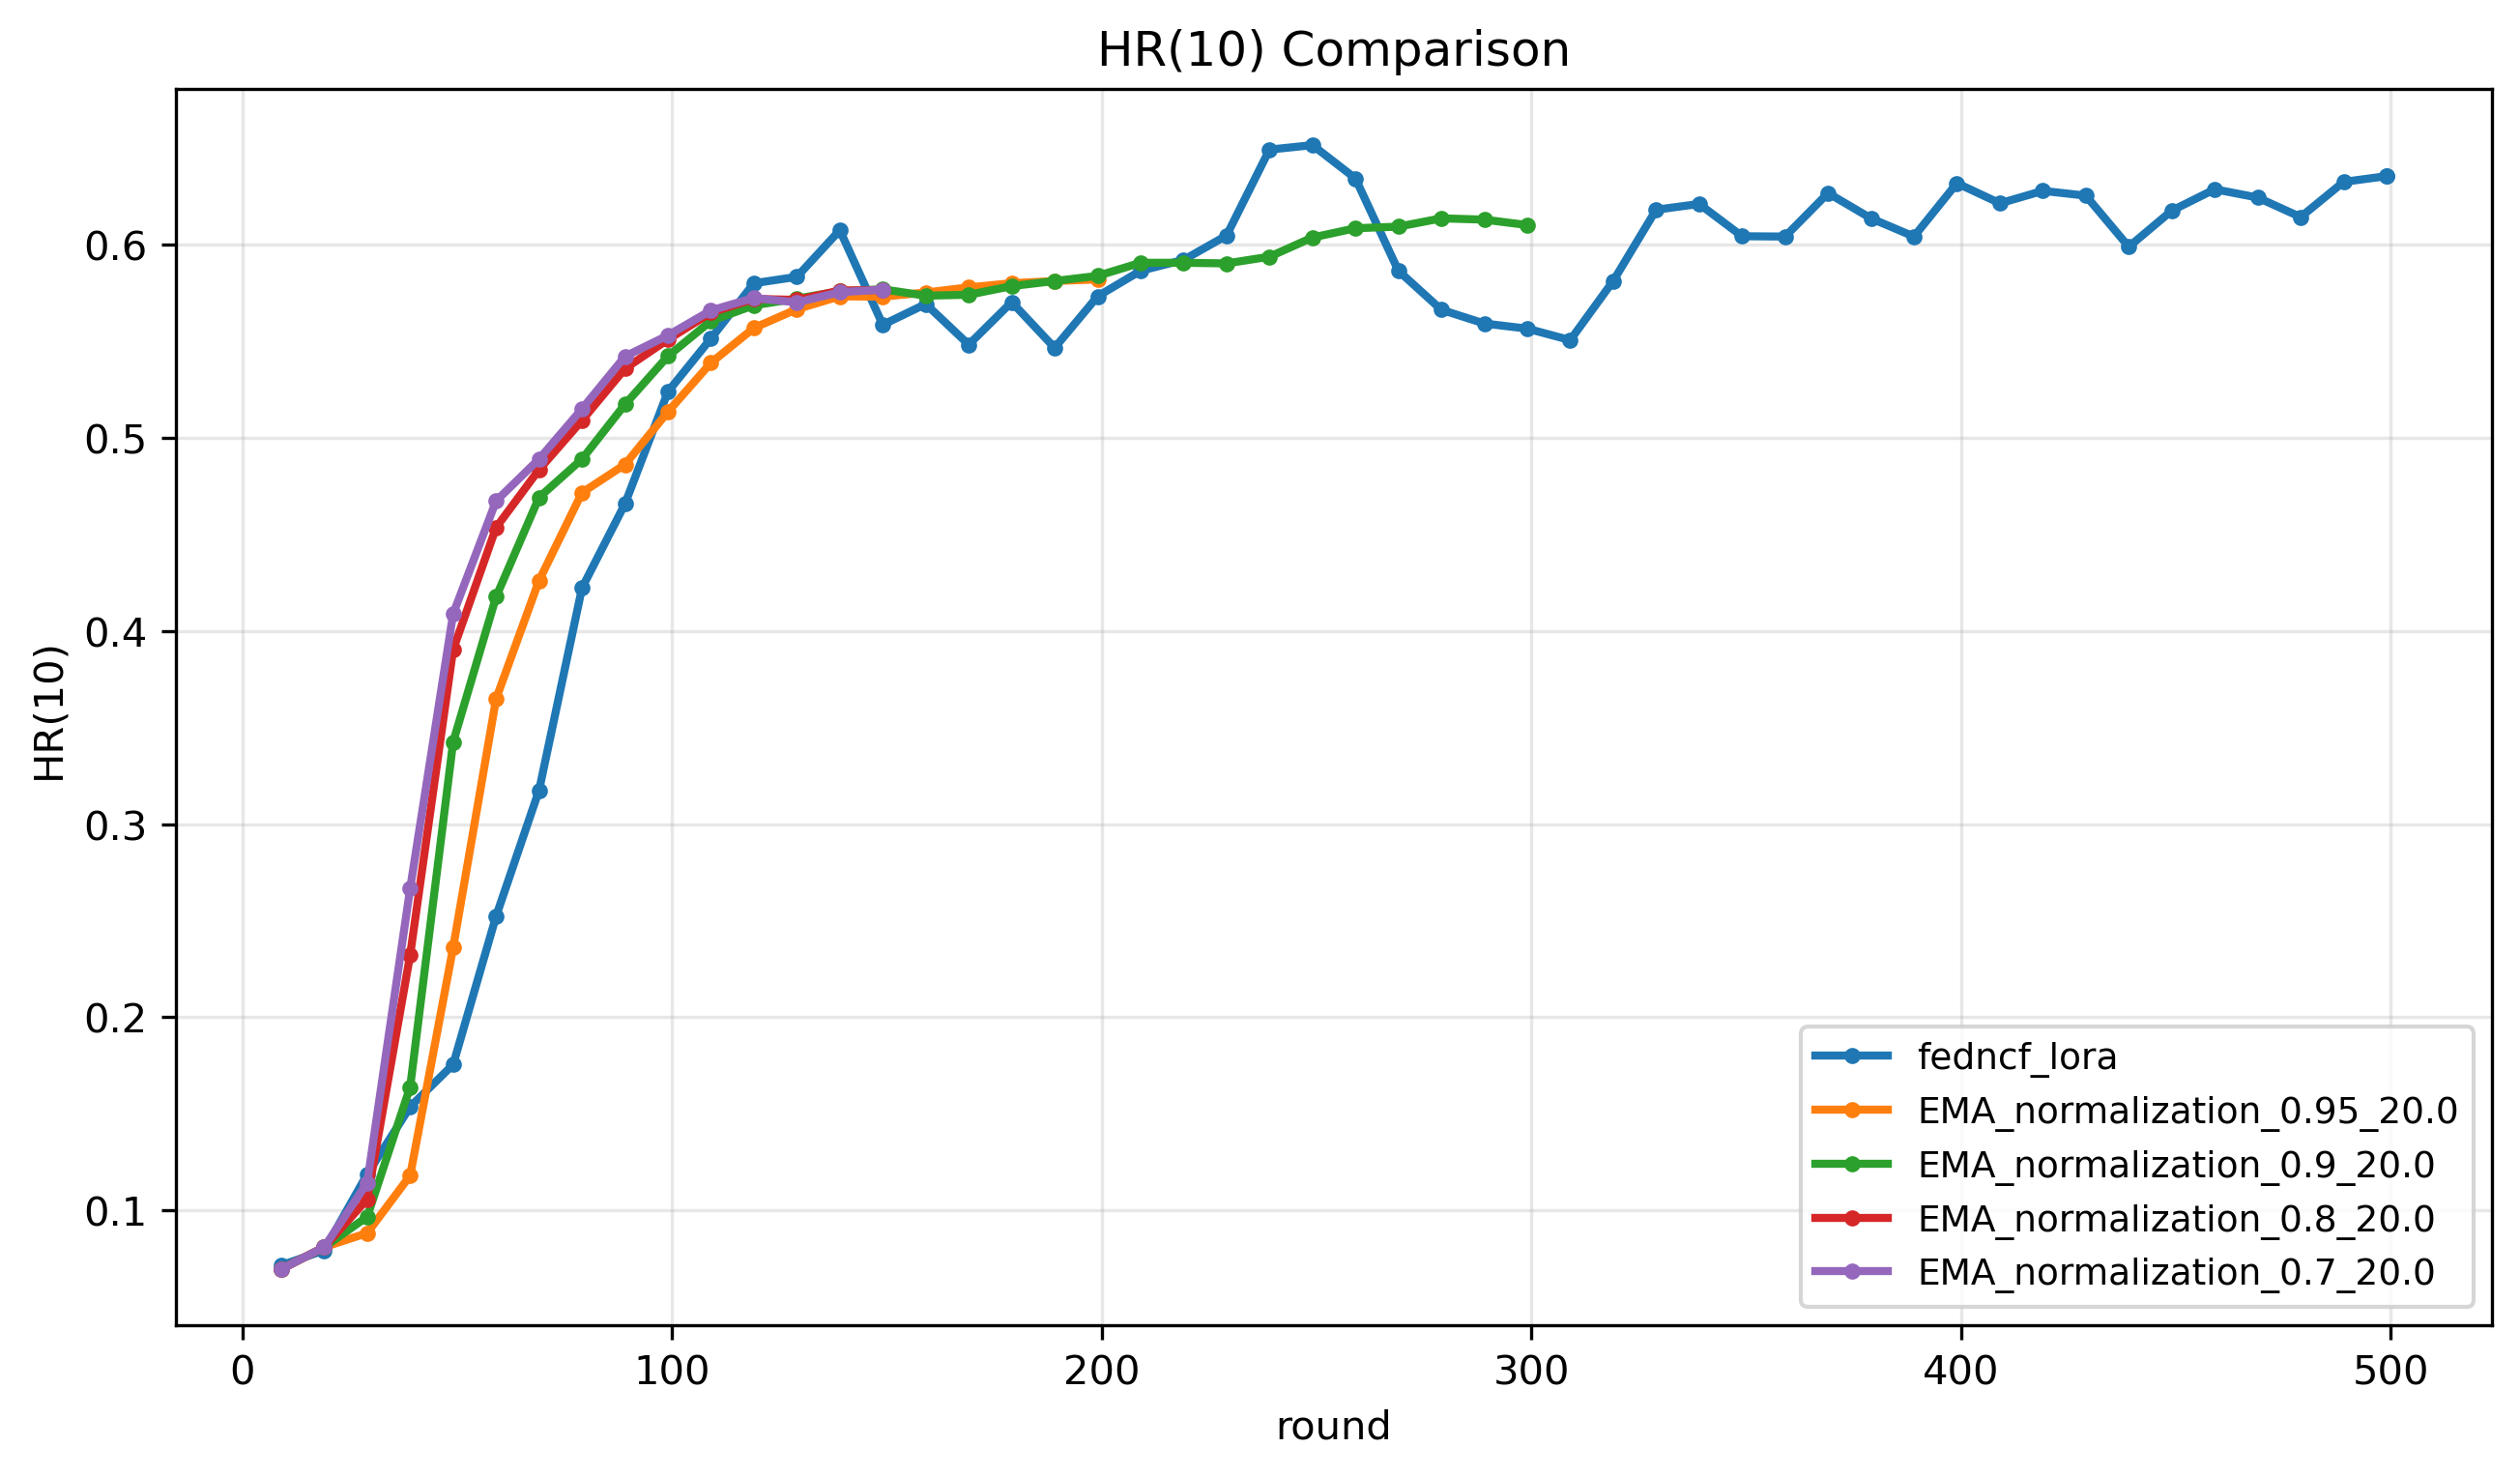 HR(10) Comparison
HR(10)
0.6
0.5
0.4
0.3
0.2
0.1
0 100 200 300 400 500
round
fedncf_lora
EMA_normalization_0.95_20.0
EMA_normalization_0.9_20.0
EMA_normalization_0.8_20.0
EMA_normalization_0.7_20.0